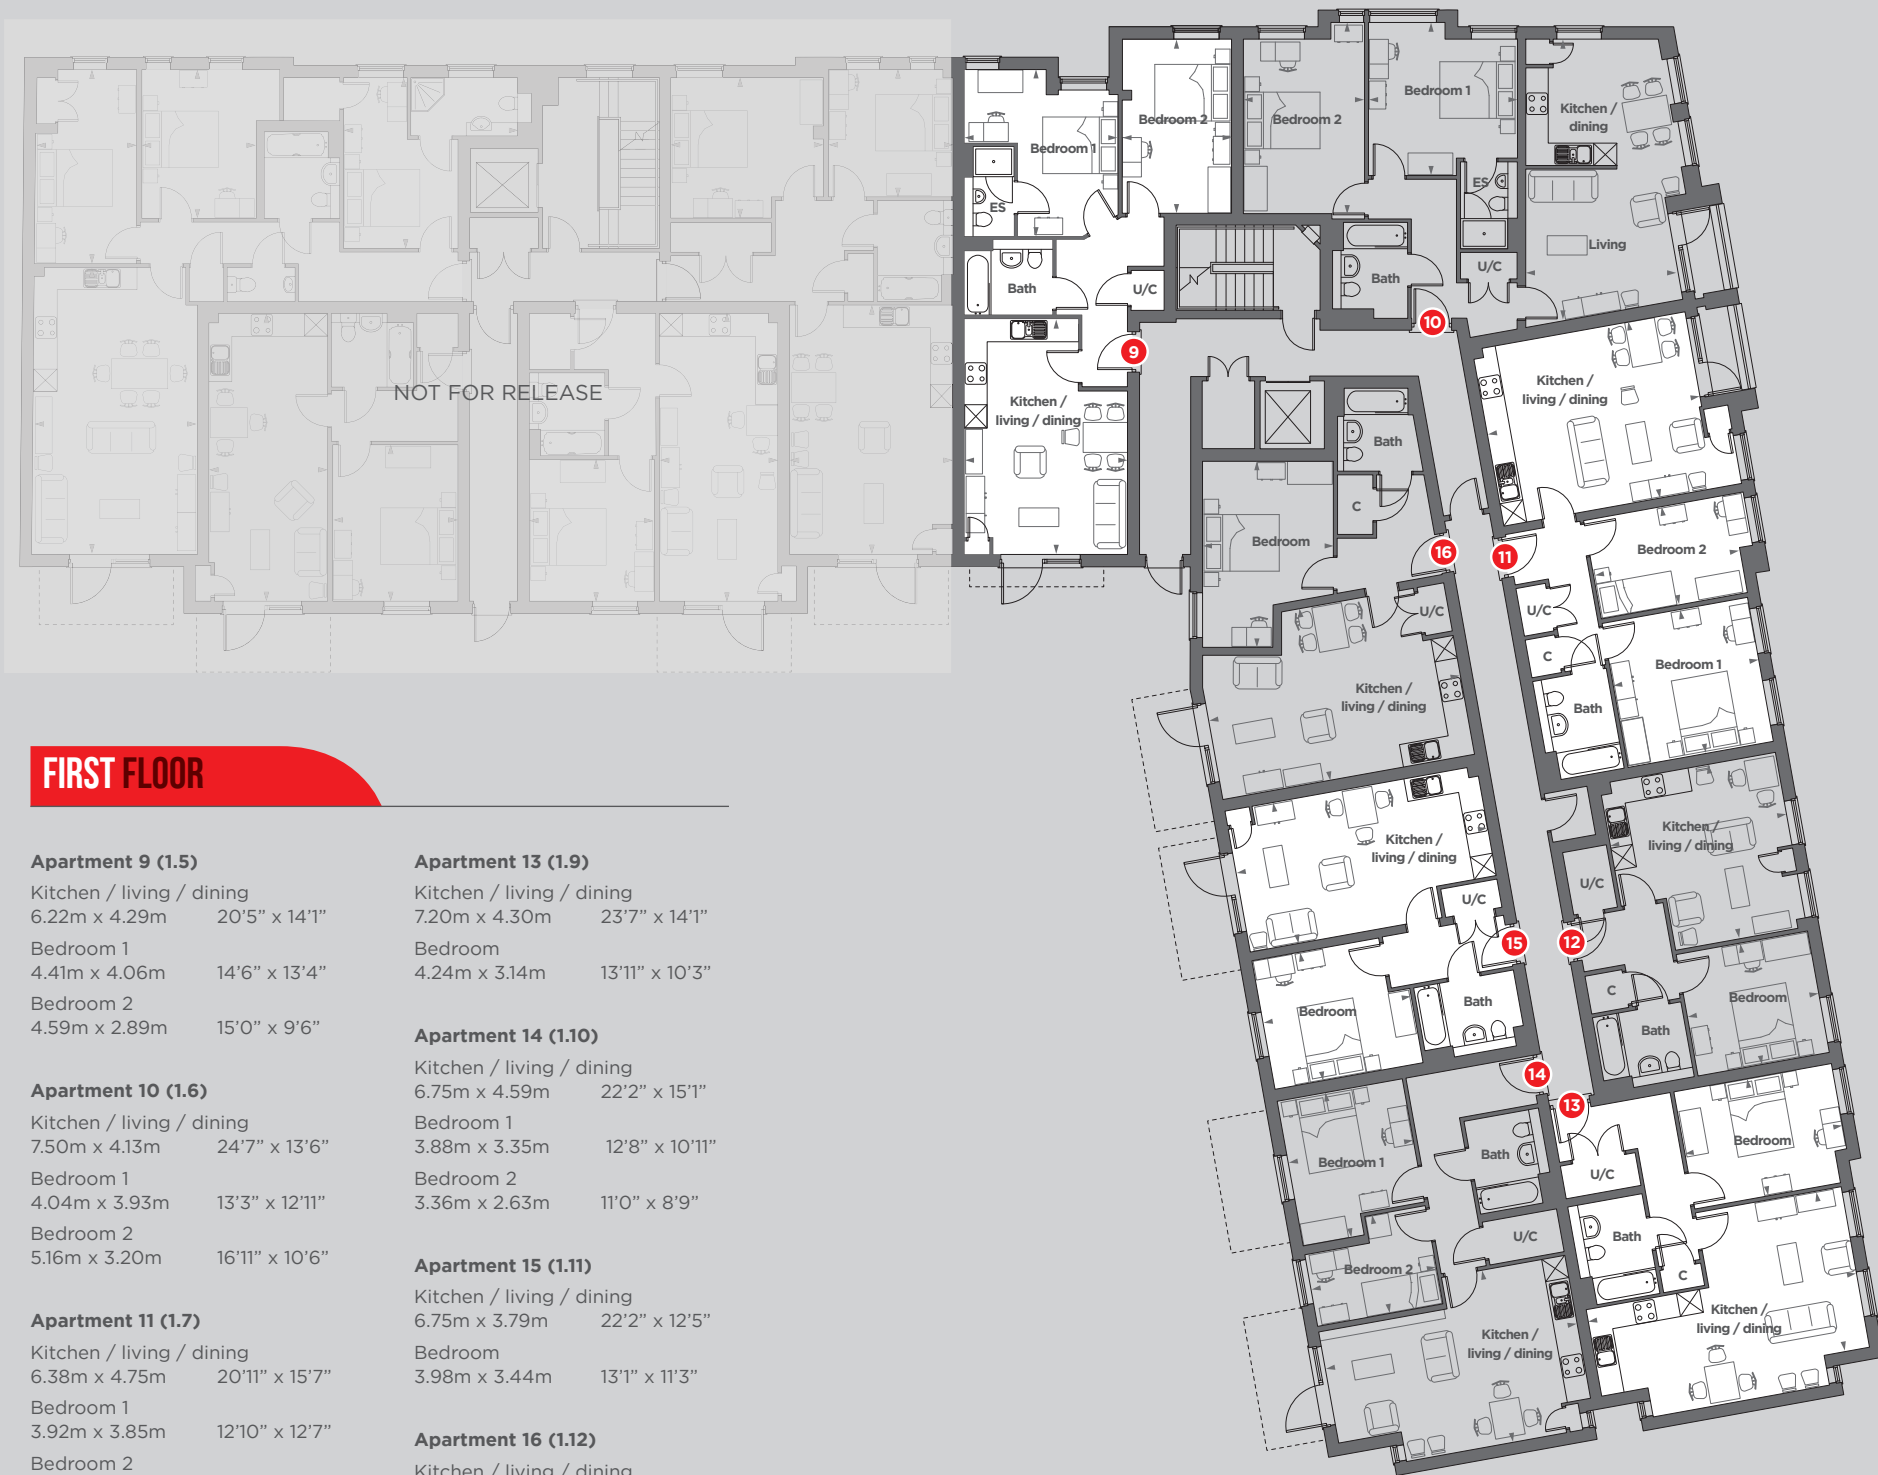 NOT FOR RELEASE
Bedroom 1
Bedroom 2
Bedroom 2
Bedroom 1
Kitchen /
dining
ES
ES
Living
Bath
U/C
Bath
U/C
10
9
Kitchen /
living / dining
Kitchen /
living / dining
Bath
C
Bedroom
16
11
Bedroom 2
U/C
U/C
C
Bedroom 1
Kitchen /
living / dining
Bath
Kitchen /
living / dining
Kitchen /
living / dining
U/C
U/C
15
12
Bedroom
Bath
C
Bedroom
Bath
14
13
Bedroom 1
Bath
Bedroom
U/C
U/C
Bath
Bedroom 2
C
Kitchen /
living / dining
Kitchen /
living / dining
FIRST FLOOR
Apartment 9 (1.5)
Kitchen / living / dining
6.22m x 4.29m 20’5” x 14’1”
Bedroom 1
4.41m x 4.06m 14’6” x 13’4”
Bedroom 2
4.59m x 2.89m 15’0” x 9’6”
Apartment 10 (1.6)
Kitchen / living / dining
7.50m x 4.13m 24’7” x 13’6”
Bedroom 1
4.04m x 3.93m 13’3” x 12’11”
Bedroom 2
5.16m x 3.20m 16’11” x 10’6”
Apartment 11 (1.7)
Kitchen / living / dining
6.38m x 4.75m 20’11” x 15’7”
Bedroom 1
3.92m x 3.85m 12’10” x 12’7”
Bedroom 2
Apartment 13 (1.9)
Kitchen / living / dining
7.20m x 4.30m 23’7” x 14’1”
Bedroom
4.24m x 3.14m 13’11” x 10’3”
Apartment 14 (1.10)
Kitchen / living / dining
6.75m x 4.59m 22’2” x 15’1”
Bedroom 1
3.88m x 3.35m 12’8” x 10’11”
Bedroom 2
3.36m x 2.63m 11’0” x 8’9”
Apartment 15 (1.11)
Kitchen / living / dining
6.75m x 3.79m 22’2” x 12’5”
Bedroom
3.98m x 3.44m 13’1” x 11’3”
Apartment 16 (1.12)
Kitchen / living / dining